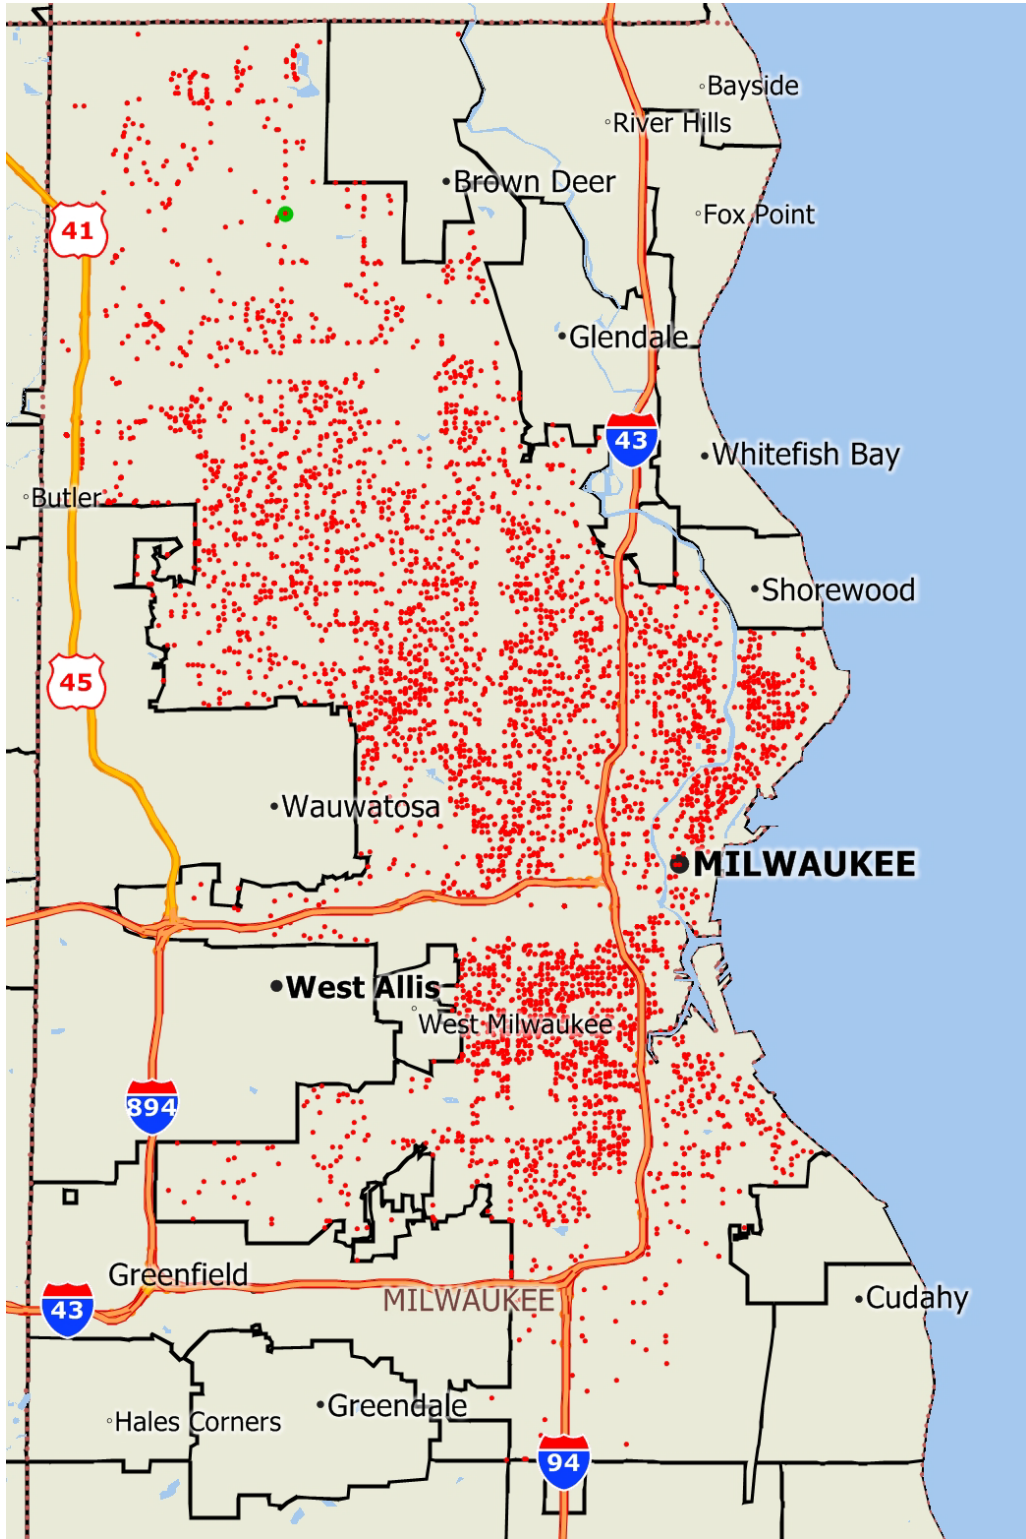 Bayside
River Hills
Brown Deer
Fox Point
41
Glendale
43
Whitefish Bay
Butler
Shorewood
45
Wauwatosa
MILWAUKEE
West Allis
West Milwaukee
894
Greenfield
43
MILWAUKEE
Cudahy
Greendale
Hales Corners
94